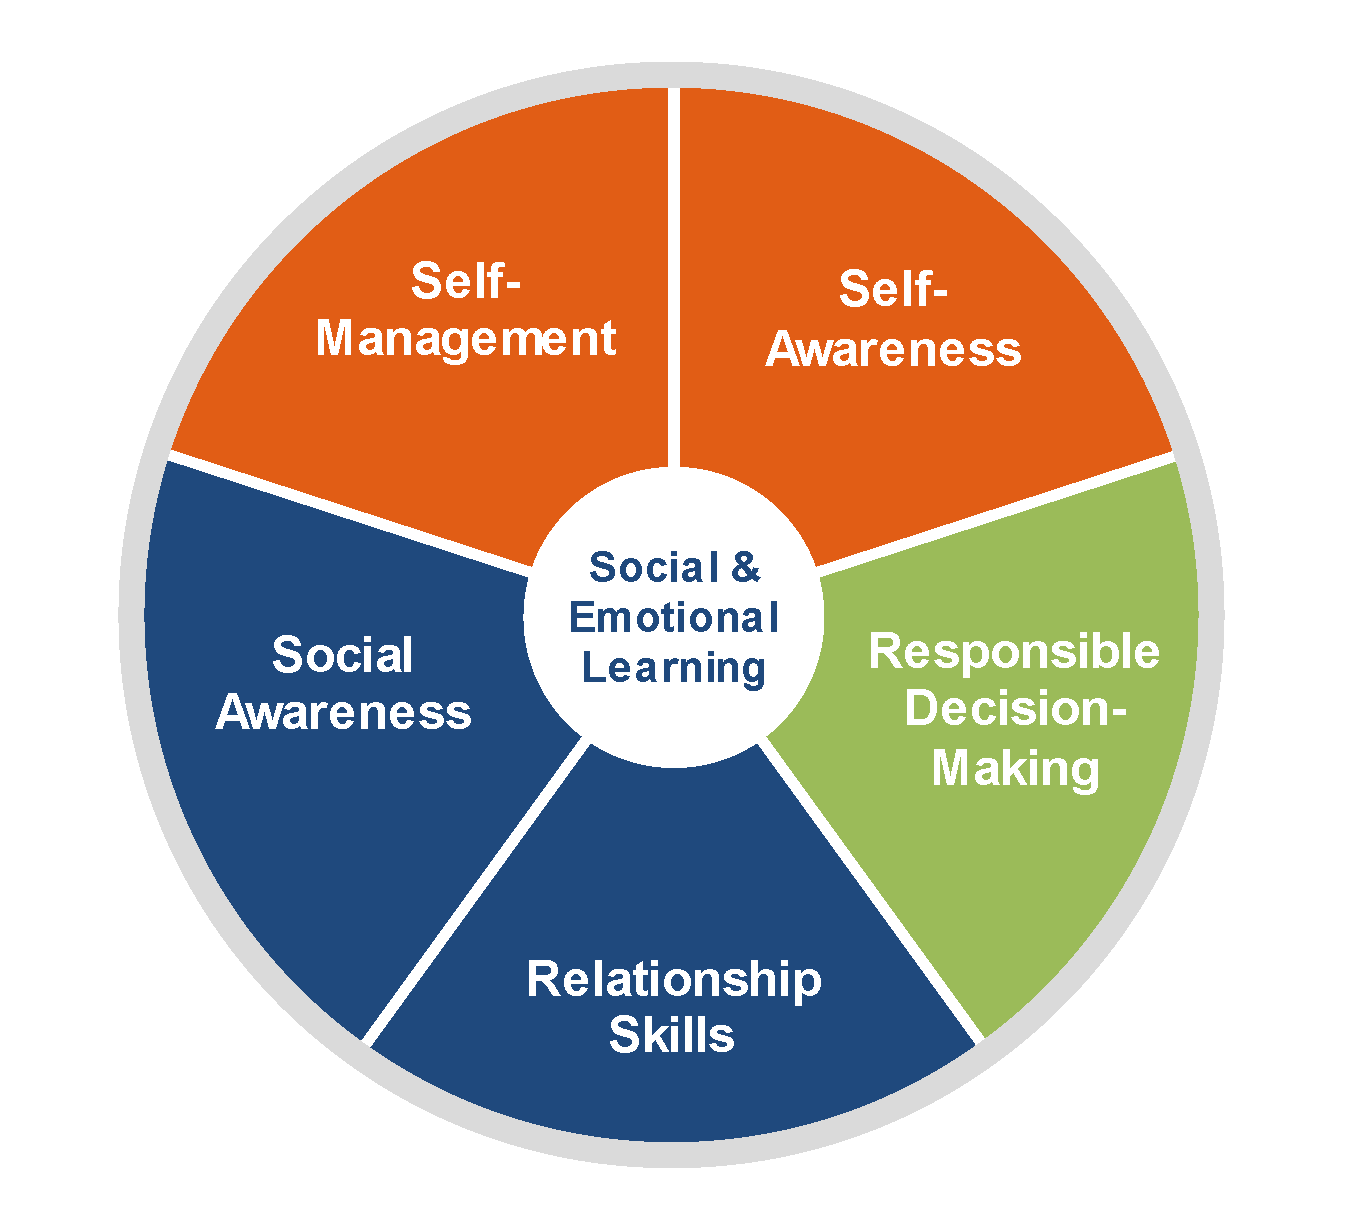 Self-
Management
Self-
Awareness
Social &
Emotional
Learning
Social
Awareness
Responsible
Decision-
Making
Relationship
Skills